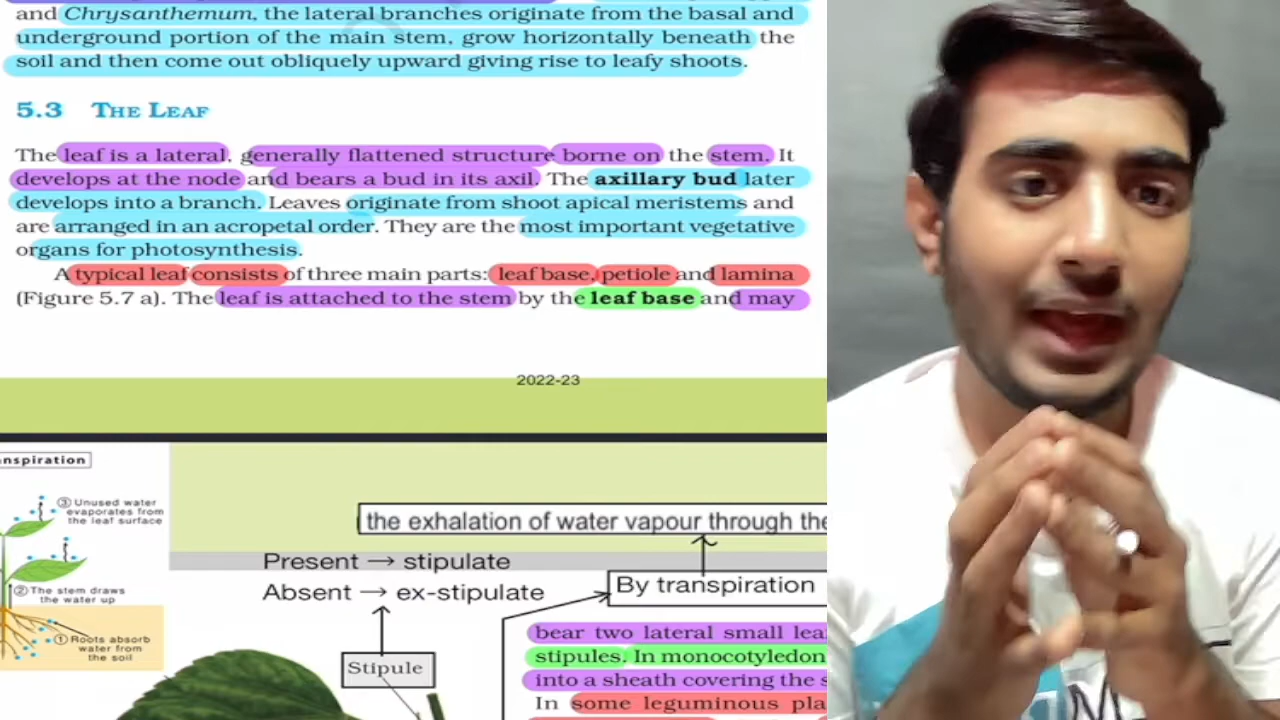 and Chrysanthemum, the lateral branches originate from the basal and
underground portion of the main stem, grow horizontally beneath the
soil and then come out obliquely upward giving rise to leafy shoots.
5.3 THE LEAF
The leaf is a lateral, generally flattened structure borne on the stem. It
develops at the node and bears a bud in its axil. The axillary bud later
develops into a branch. Leaves originate from shoot apical meristems and
are arranged in an acropetal order. They are the most important vegetative
organs for photosynthesis.
A typical leaf consists of three main parts: leaf base, petiole and lamina
(Figure 5.7 a). The leaf is attached to the stem by the leaf base and may
2022-23
nspiration
③ Unused water
evaporates from
the leaf surface
② The stem draws
the water up
① Roots absorb
water from
the soil
the exhalation of water vapour through the
Present → stipulate
Absent → ex-stipulate
By transpiration
Stipule
bear two lateral small lea
stipules. In monocotyledon
into a sheath covering the s
In some leguminous pla